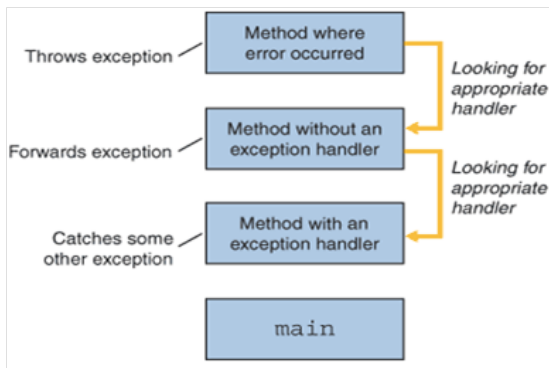 Throws exception
Method where
error occurred
Looking for
appropriate
handler
Forwards exception
Method without an
exception handler
Looking for
appropriate
handler
Catches some
other exception
Method with an
exception handler
main